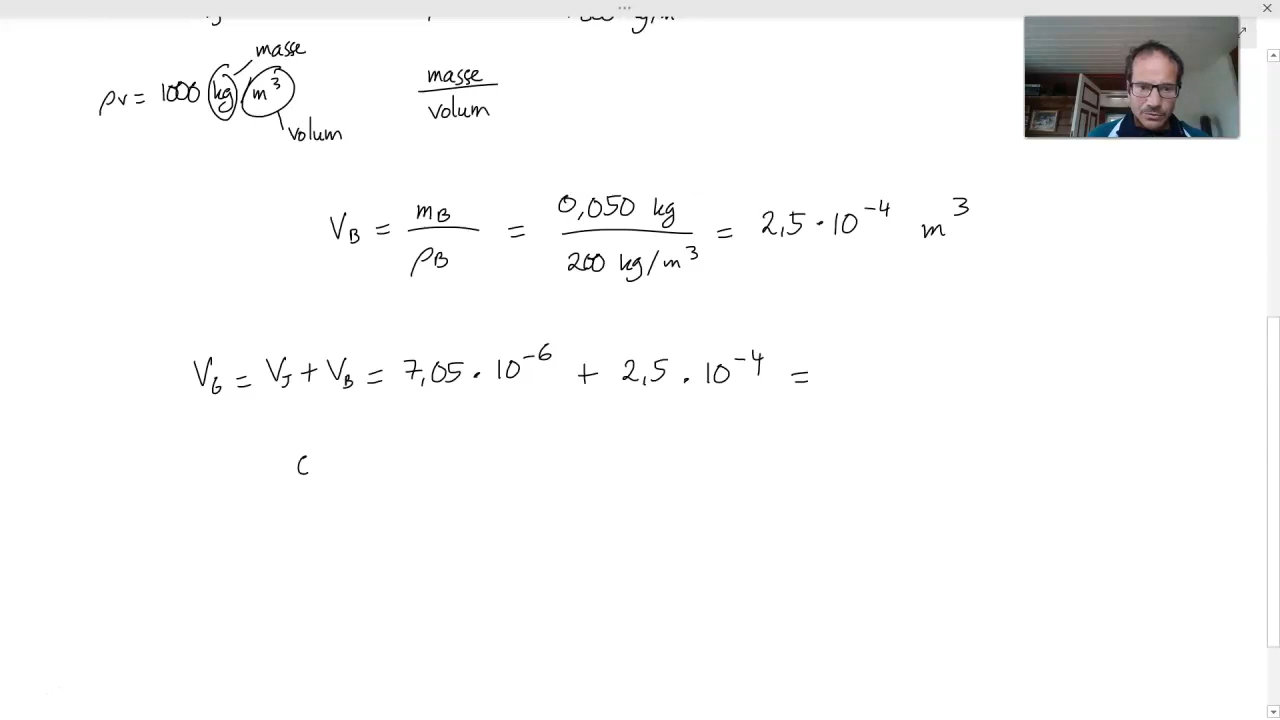 masse
ρv = 1000 kg/m³
volum
masse
volum
V_B = m_B / ρ_B = 0,050 kg / 200 kg/m³ = 2,5 · 10⁻⁴ m³
V_G = V_J + V_B = 7,05 · 10⁻⁶ + 2,5 · 10⁻⁴ =